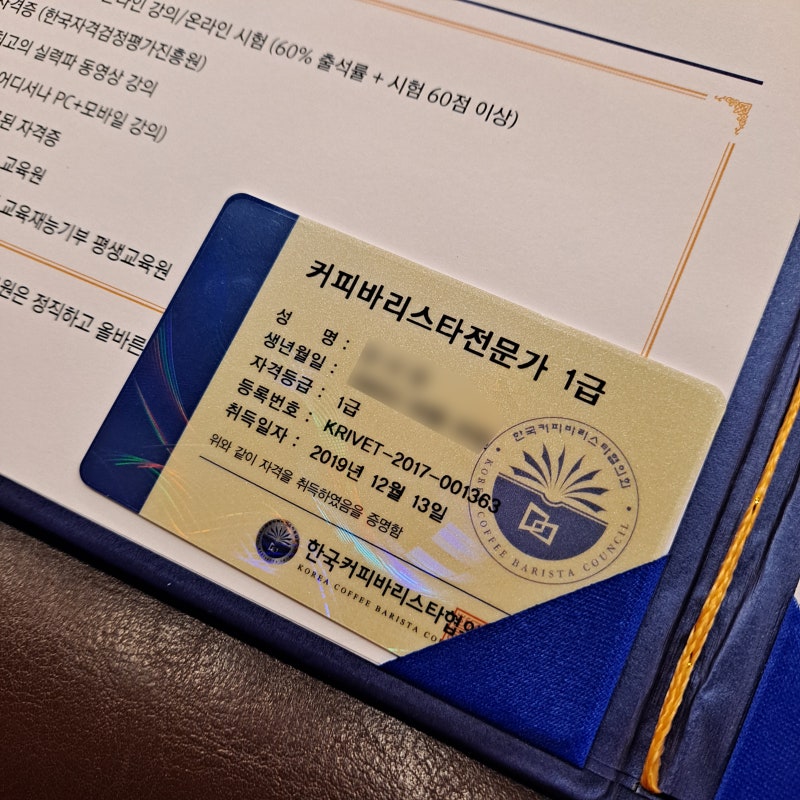 온라인 강의/온라인 시험 (60% 출석률 + 시험 60점 이상)
자격증 (한국자격검정평가진흥원)
최고의 실력파 동영상 강의
어디서나 PC+모바일 강의)
된 자격증
교육원
교육재능기부 평생교육원
원은 정직하고 올바른
커피바리스타전문가 1급
성 명 :
생년월일 :
자격등급 : 1급
등록번호 : KRIVET-2017-001363
취득일자 : 2019년 12월 13일
위와 같이 자격을 취득하였음을 증명함
한국커피바리스타협의회
KOREA COFFEE BARISTA COUNCIL
한국커피바리스타협
KOREA COFFEE BARISTA CO